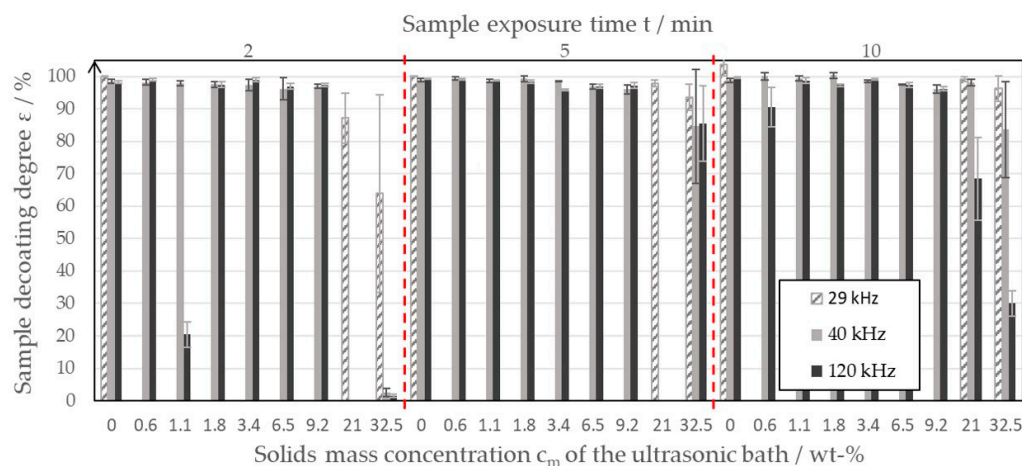 Sample exposure time t / min
2 5 10
Sample decoating degree ε / %
100
90
80
70
60
50
40
30
20
10
0
29 kHz
40 kHz
120 kHz
0 0.6 1.1 1.8 3.4 6.5 9.2 21 32.5 0 0.6 1.1 1.8 3.4 6.5 9.2 21 32.5 0 0.6 1.1 1.8 3.4 6.5 9.2 21 32.5
Solids mass concentration cm of the ultrasonic bath / wt-%